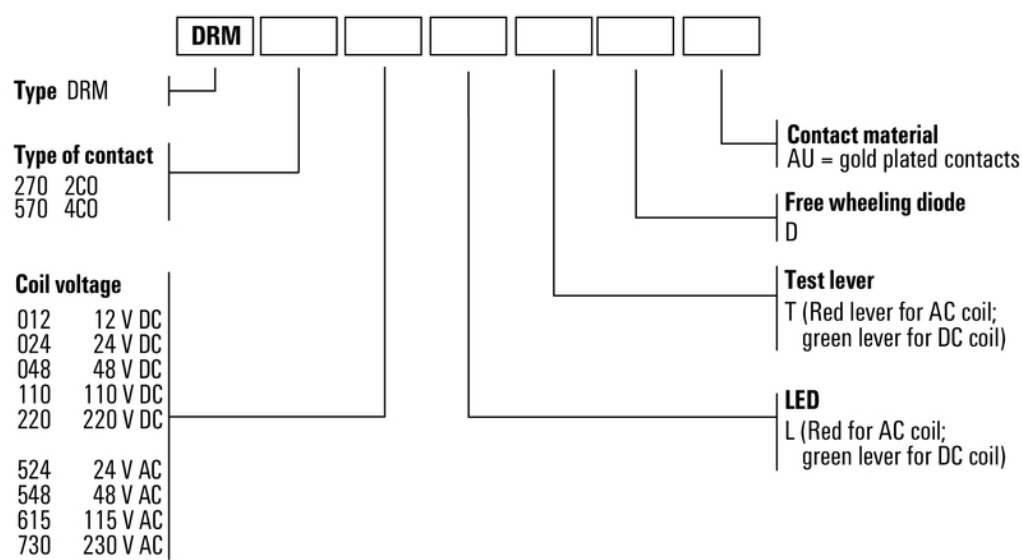 DRM
Type DRM
Type of contact
270 2CO
570 4CO
Coil voltage
012 12 V DC
024 24 V DC
048 48 V DC
110 110 V DC
220 220 V DC
524 24 V AC
548 48 V AC
615 115 V AC
730 230 V AC
Contact material
AU = gold plated contacts
Free wheeling diode
D
Test lever
T (Red lever for AC coil;
green lever for DC coil)
LED
L (Red for AC coil;
green lever for DC coil)